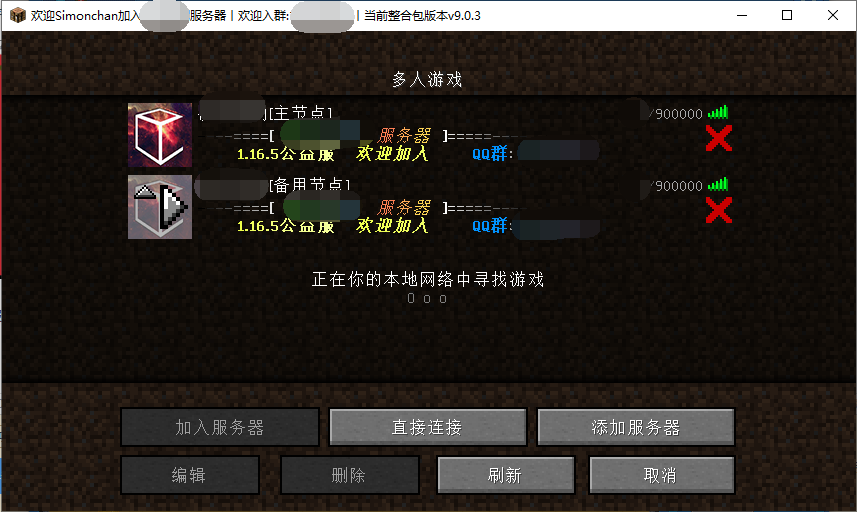 欢迎Simonchan加入 服务器丨欢迎入群: 丨当前整合包版本v9.0.3
多人游戏
[主节点] /900000
----====[ 服务器 ]=====---
1.16.5公益服 欢迎加入 QQ群:
[备用节点] /900000
----====[ 服务器 ]=====---
1.16.5公益服 欢迎加入 QQ群:
正在你的本地网络中寻找游戏
O o o
加入服务器 直接连接 添加服务器
编辑 删除 刷新 取消